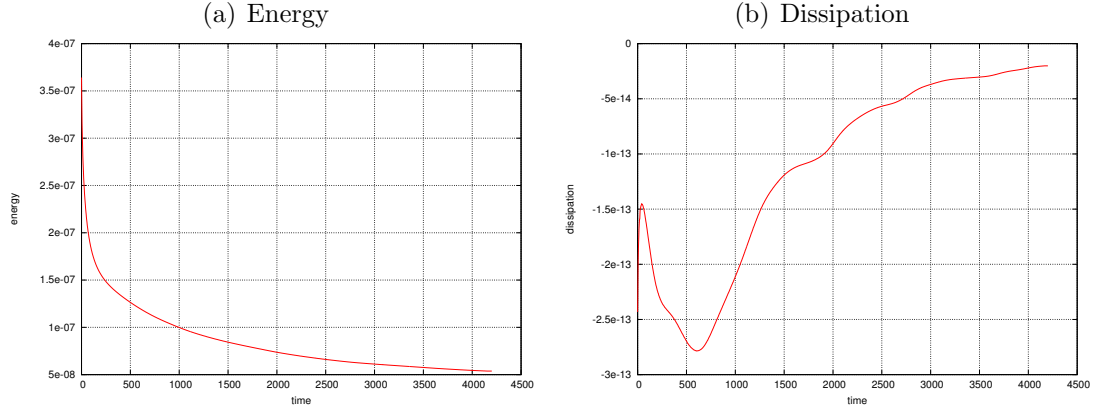 (a) Energy
4e-07
3.5e-07
3e-07
2.5e-07
2e-07
1.5e-07
1e-07
5e-08
energy
0 500 1000 1500 2000 2500 3000 3500 4000 4500
time
(b) Dissipation
0
-5e-14
-1e-13
-1.5e-13
-2e-13
-2.5e-13
-3e-13
dissipation
0 500 1000 1500 2000 2500 3000 3500 4000 4500
time